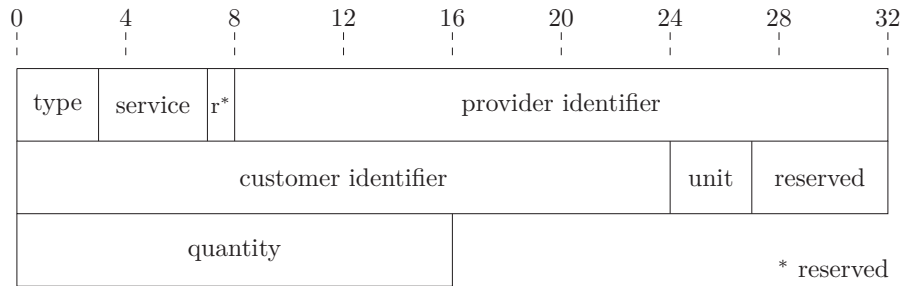 0 4 8 12 16 20 24 28 32
type service r* provider identifier
customer identifier unit reserved
quantity
* reserved